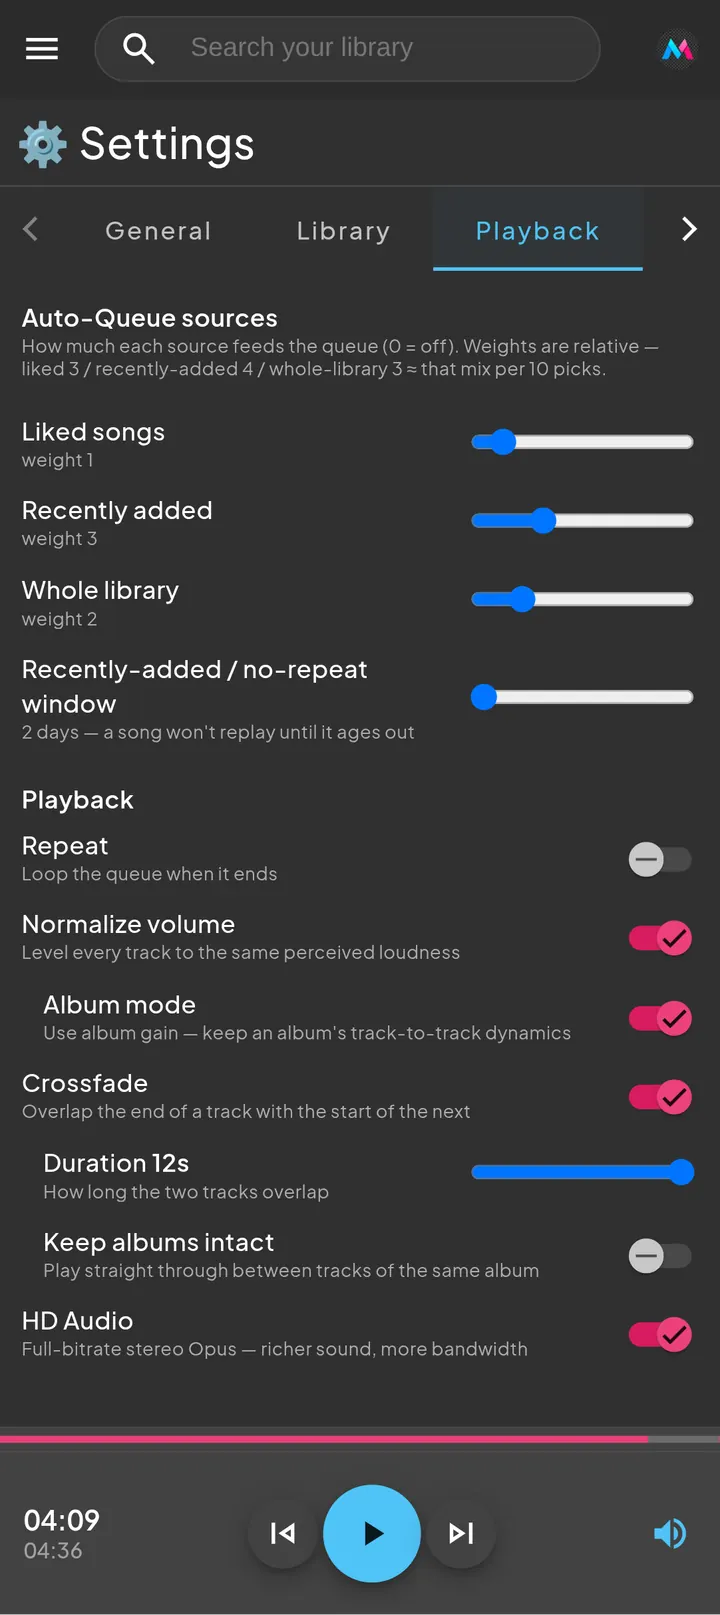 Search your library
Settings
General
Library
Playback
Auto-Queue sources
How much each source feeds the queue (0 = off). Weights are relative —
liked 3 / recently-added 4 / whole-library 3 ≈ that mix per 10 picks.
Liked songs
weight 1
Recently added
weight 3
Whole library
weight 2
Recently-added / no-repeat
window
2 days — a song won't replay until it ages out
Playback
Repeat
Loop the queue when it ends
Normalize volume
Level every track to the same perceived loudness
Album mode
Use album gain — keep an album's track-to-track dynamics
Crossfade
Overlap the end of a track with the start of the next
Duration 12s
How long the two tracks overlap
Keep albums intact
Play straight through between tracks of the same album
HD Audio
Full-bitrate stereo Opus — richer sound, more bandwidth
04:09
04:36